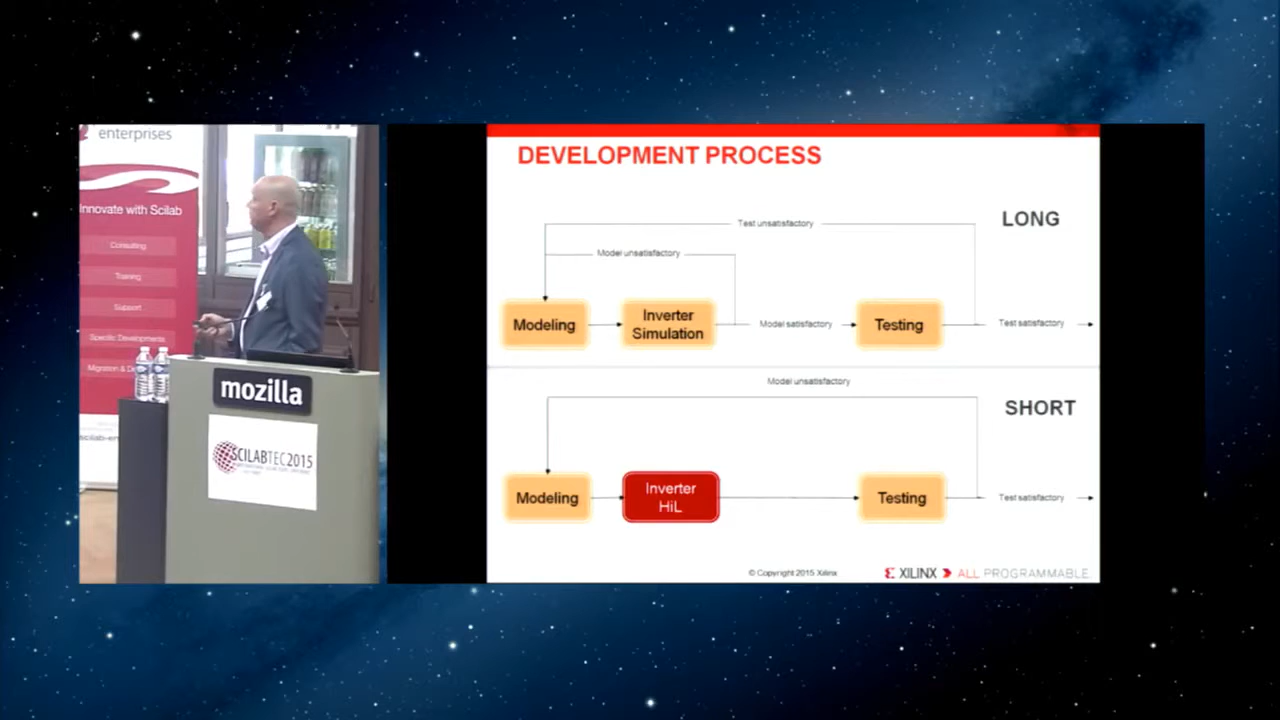 enterprises
Innovate with Scilab
Consulting
Training
Support
Specific Developments
mozilla
SCILABTEC2015
DEVELOPMENT PROCESS
LONG
Test unsatisfactory
Model unsatisfactory
Modeling
Inverter
Simulation
Model satisfactory
Testing
Test satisfactory
Model unsatisfactory
SHORT
Modeling
Inverter
HiL
Testing
Test satisfactory
© Copyright 2015 Xilinx
XILINX
ALL PROGRAMMABLE